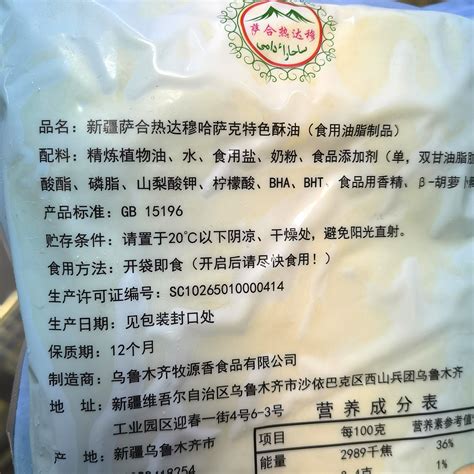 萨合热达穆
品名：新疆萨合热达穆哈萨克特色酥油（食用油脂制品）
配料：精炼植物油、水、食用盐、奶粉、食品添加剂（单，双甘油脂肪
酸酯、磷脂、山梨酸钾、柠檬酸、BHA、BHT、食品用香精、β-胡萝卜
产品标准：GB 15196
贮存条件：请置于20℃以下阴凉、干燥处，避免阳光直射。
食用方法：开袋即食（开启后请尽快食用！）
生产许可证编号：SC10265010000414
生产日期：见包装封口处
保质期：12个月
制造商：乌鲁木齐牧源香食品有限公司
地址：新疆维吾尔自治区乌鲁木齐市沙依巴克区西山兵团乌鲁木齐
工业园区迎春一街4号6-3号
营养成分表
产地：新疆乌鲁木齐市
项目 每100克 营养素参考值
能量 2989千焦 36%